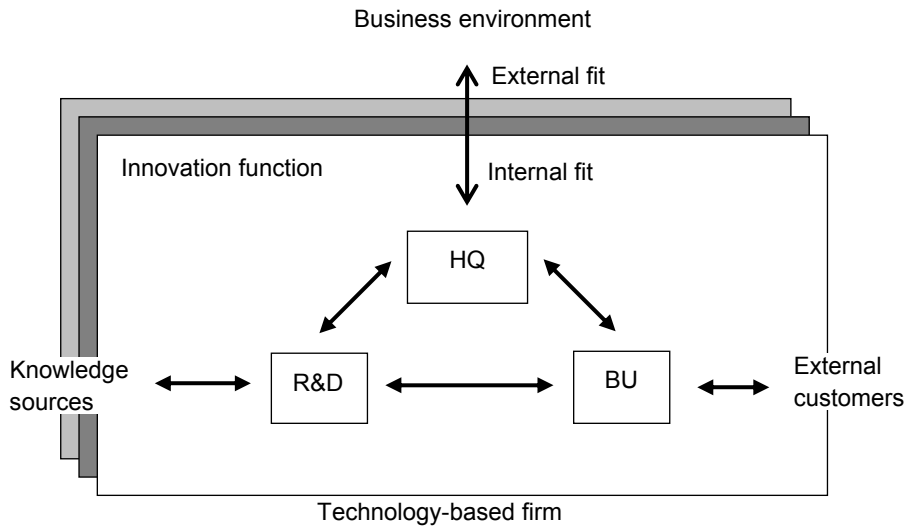 Business environment
External fit
Innovation function
Internal fit
HQ
Knowledge
sources
R&D
BU
External
customers
Technology-based firm